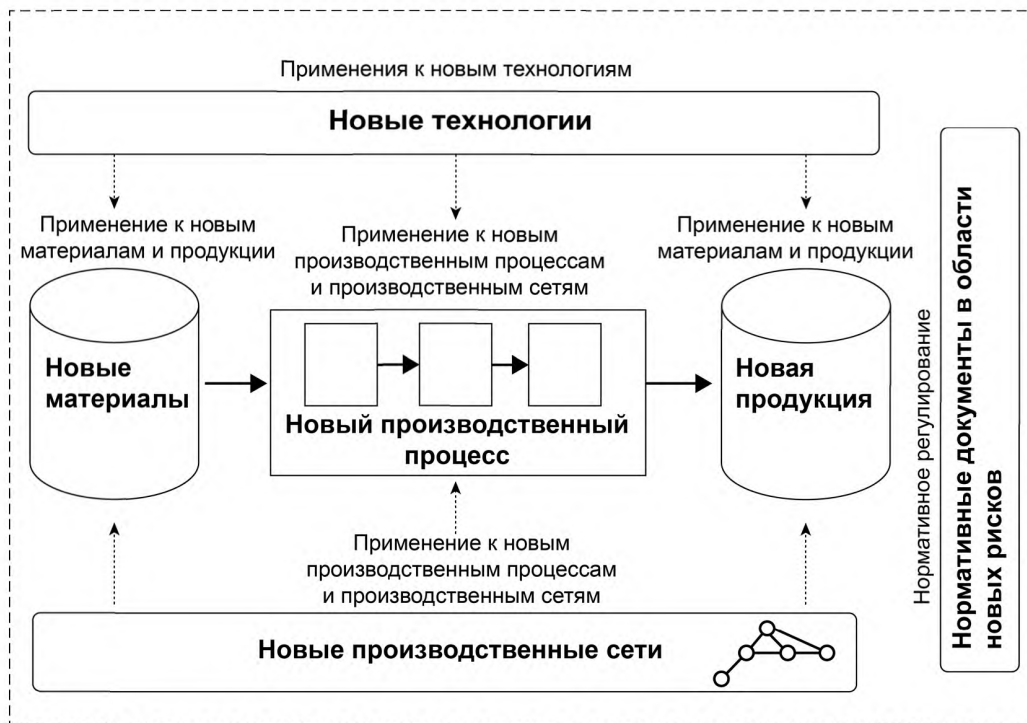 Применения к новым технологиям
Новые технологии
Применение к новым
материалам и продукции
Применение к новым
производственным процессам
и производственным сетям
Применение к новым
материалам и продукции
Новые
материалы
Новый производственный
процесс
Новая
продукция
Применение к новым
производственным процессам
и производственным сетям
Новые производственные сети
Нормативное регулирование
Нормативные документы в области
новых рисков